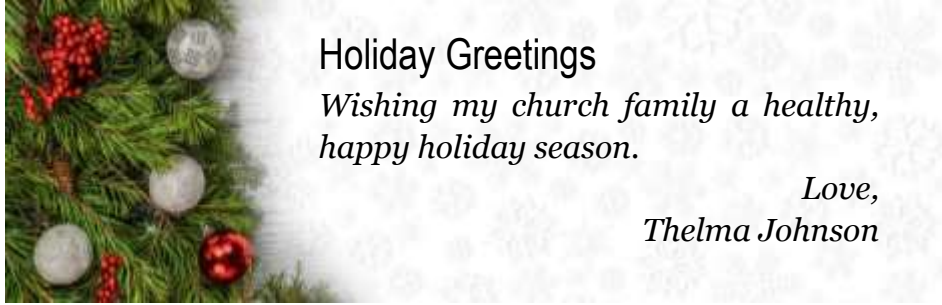 Holiday Greetings
Wishing my church family a healthy,
happy holiday season.
Love,
Thelma Johnson